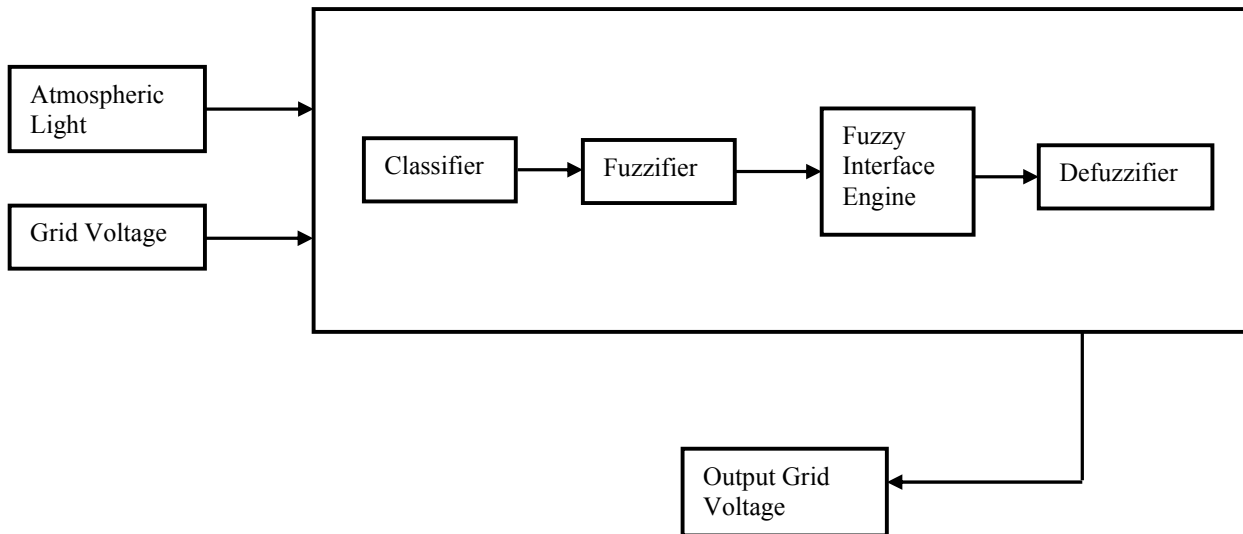 Atmospheric
Light
Grid Voltage
Classifier
Fuzzifier
Fuzzy
Interface
Engine
Defuzzifier
Output Grid
Voltage